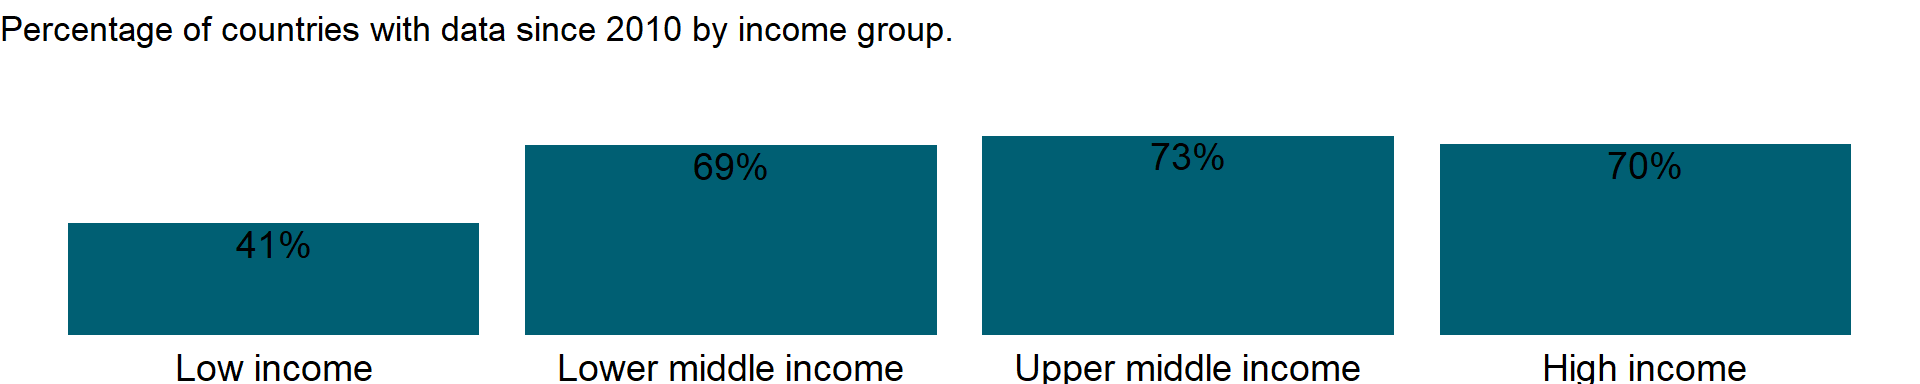 Percentage of countries with data since 2010 by income group.
73%
69%
70%
41%
Low income
Lower middle income
Upper middle income
High income